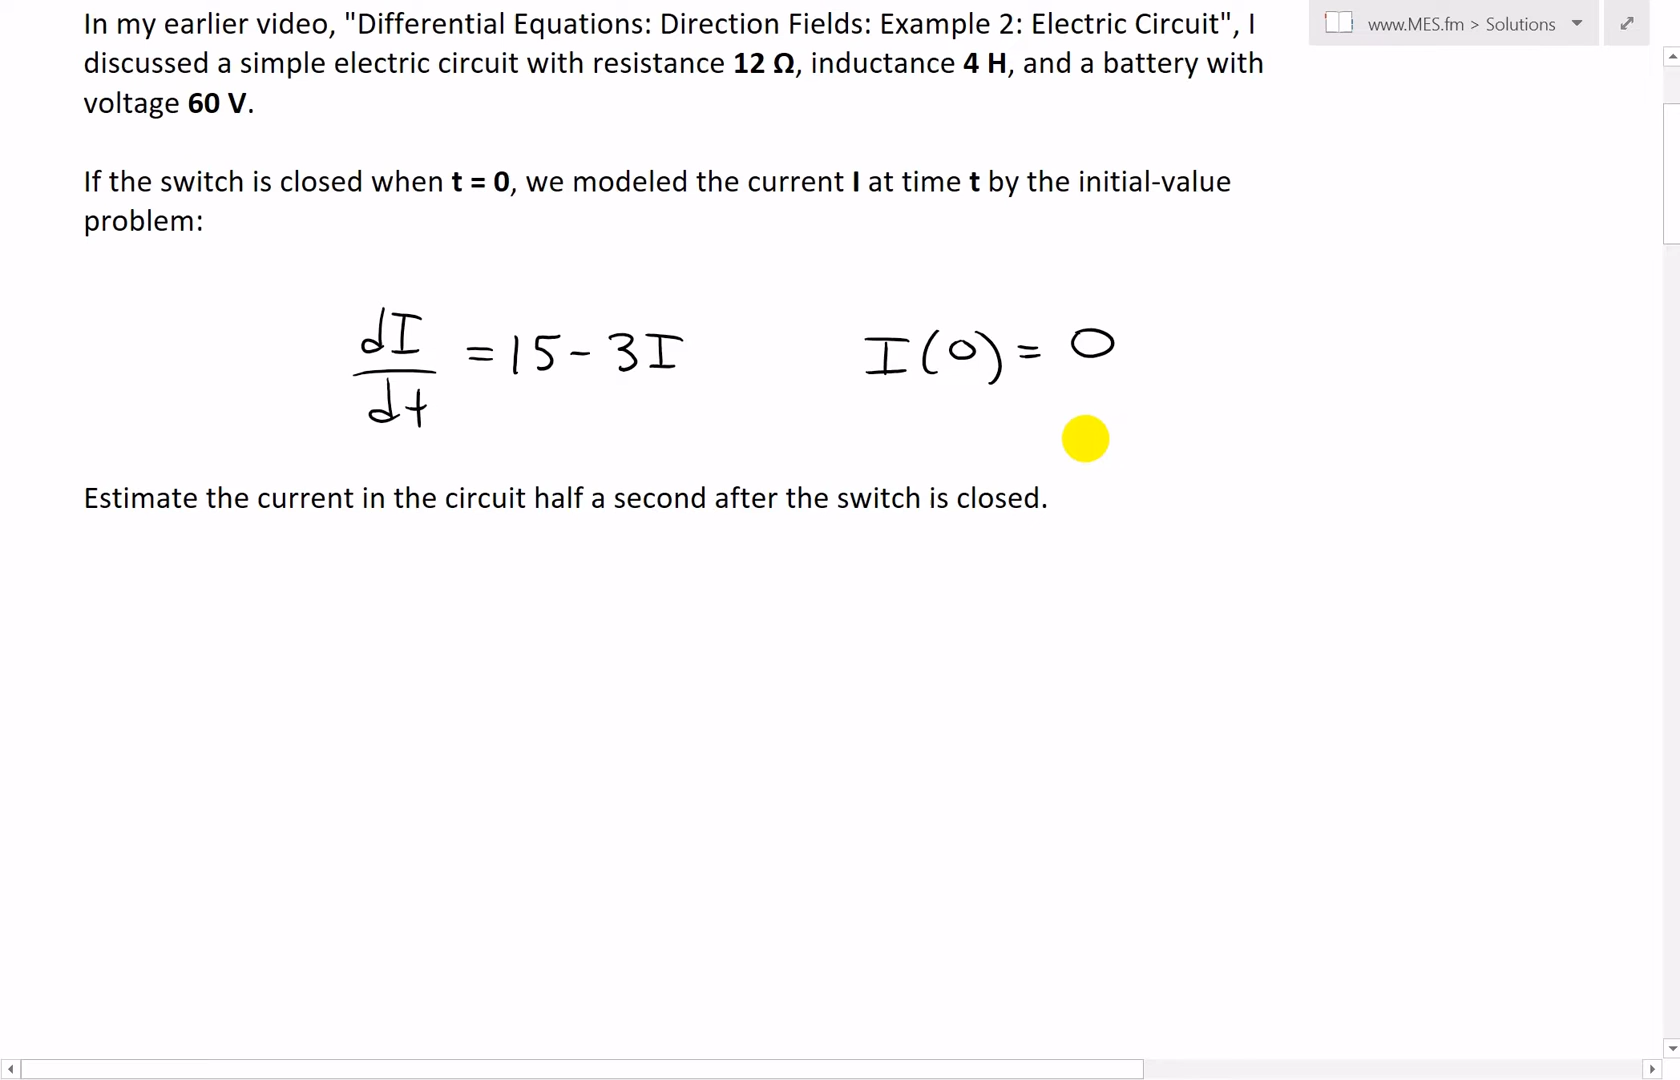 In my earlier video, "Differential Equations: Direction Fields: Example 2: Electric Circuit", I
www.MES.fm > Solutions
discussed a simple electric circuit with resistance 12 Ω, inductance 4 H, and a battery with
voltage 60 V.
If the switch is closed when t = 0, we modeled the current I at time t by the initial-value
problem:
dI/dt = 15 - 3I I(0) = 0
Estimate the current in the circuit half a second after the switch is closed.